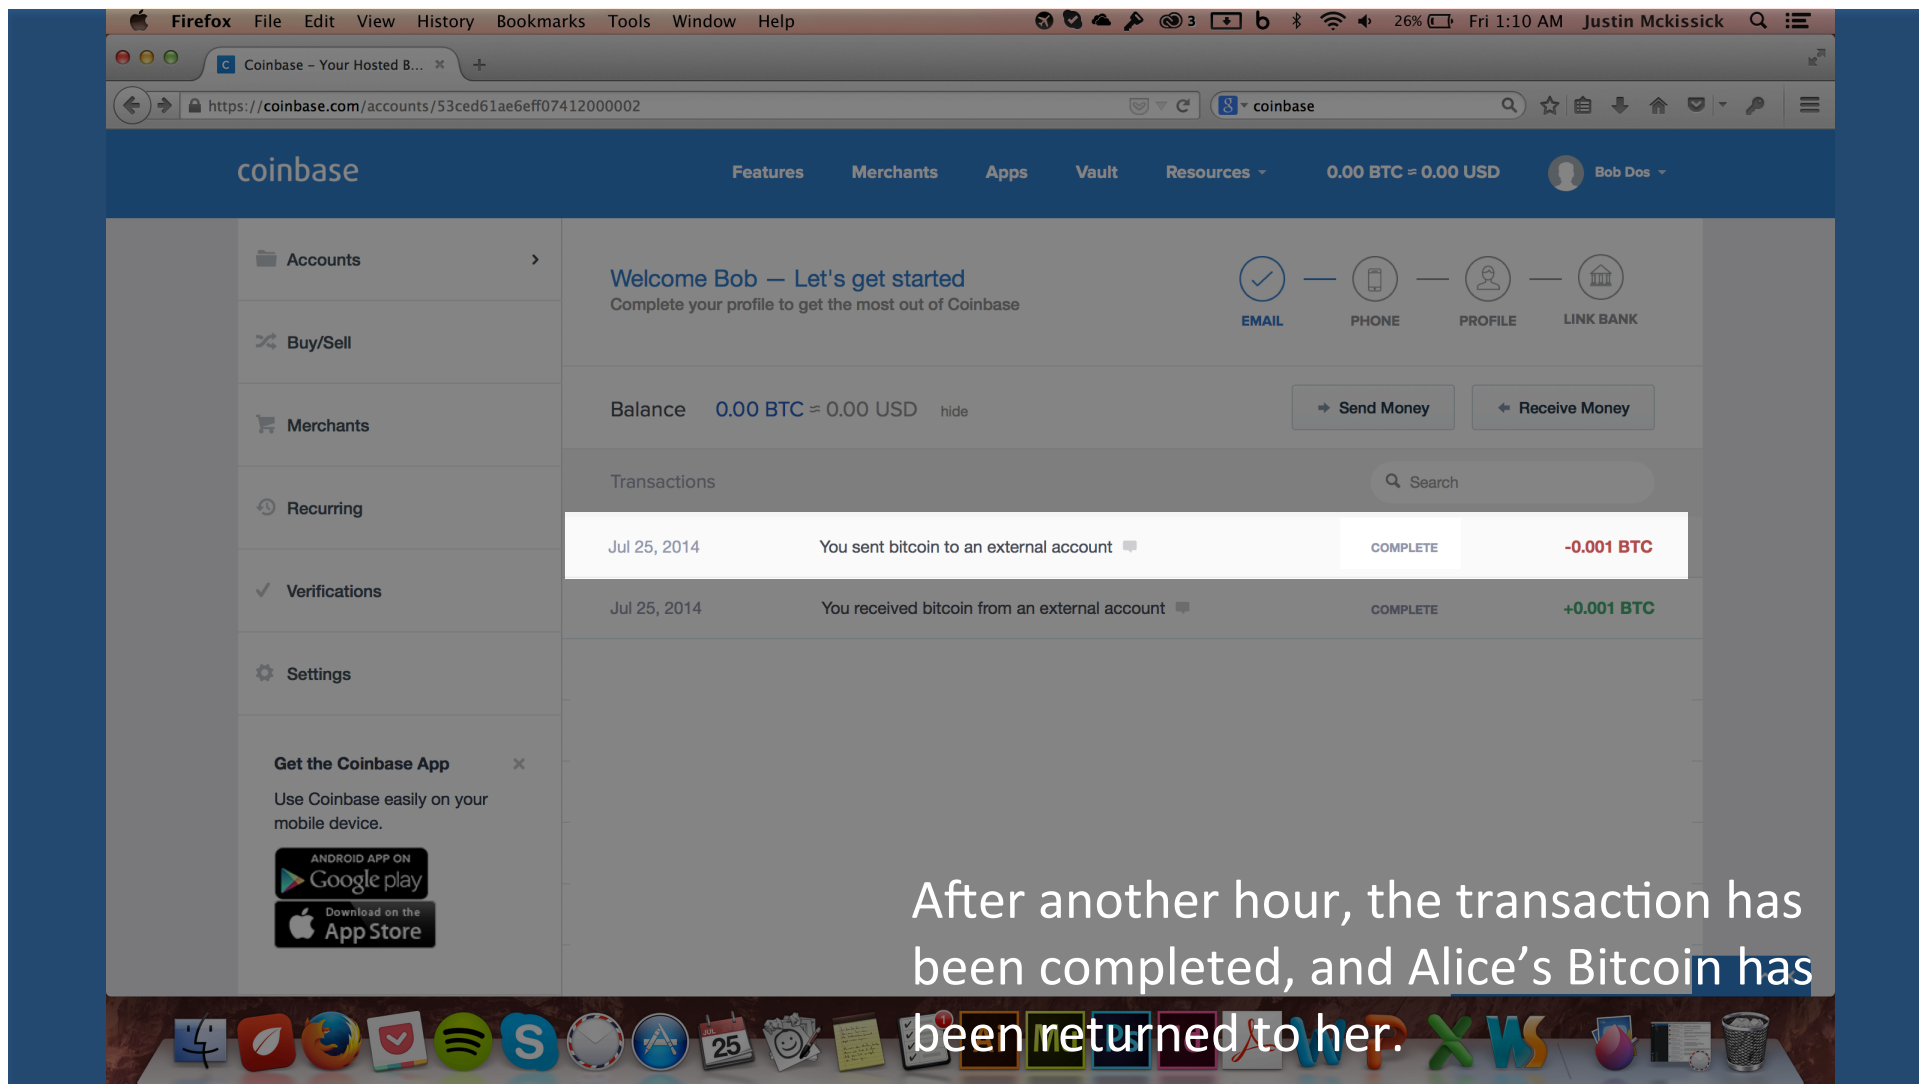 Firefox File Edit View History Bookmarks Tools Window Help 3 26% Fri 1:10 AM Justin Mckissick
Coinbase - Your Hosted B...
https://coinbase.com/accounts/53ced61ae6eff07412000002 coinbase
coinbase Features Merchants Apps Vault Resources 0.00 BTC ≈ 0.00 USD Bob Dos
Accounts
Buy/Sell
Merchants
Recurring
Verifications
Settings
Get the Coinbase App
Use Coinbase easily on your
mobile device.
ANDROID APP ON
Google play
Download on the
App Store
Welcome Bob — Let's get started
Complete your profile to get the most out of Coinbase
EMAIL PHONE PROFILE LINK BANK
Balance 0.00 BTC ≈ 0.00 USD hide
Send Money Receive Money
Transactions Search
Jul 25, 2014 You sent bitcoin to an external account COMPLETE -0.001 BTC
Jul 25, 2014 You received bitcoin from an external account COMPLETE +0.001 BTC
After another hour, the transaction has
been completed, and Alice's Bitcoin has
been returned to her.
JUL
25